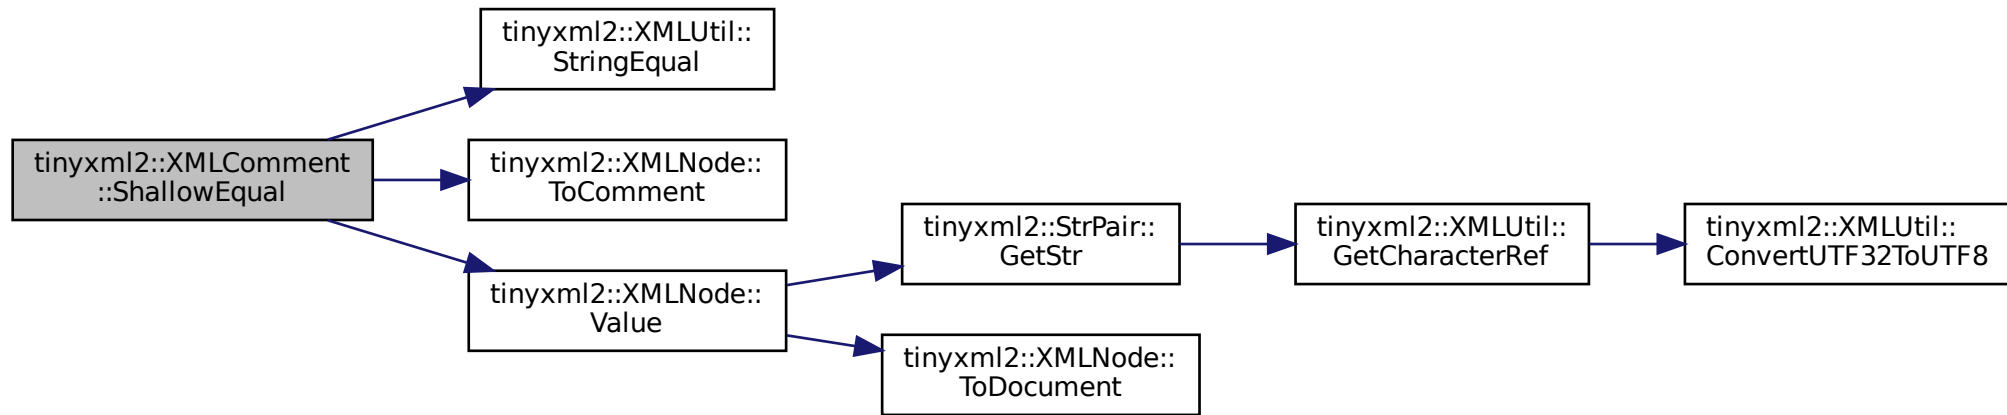 tinyxml2::XMLUtil::
StringEqual
tinyxml2::XMLComment
::ShallowEqual
tinyxml2::XMLNode::
ToComment
tinyxml2::XMLNode::
Value
tinyxml2::StrPair::
GetStr
tinyxml2::XMLUtil::
GetCharacterRef
tinyxml2::XMLUtil::
ConvertUTF32ToUTF8
tinyxml2::XMLNode::
ToDocument